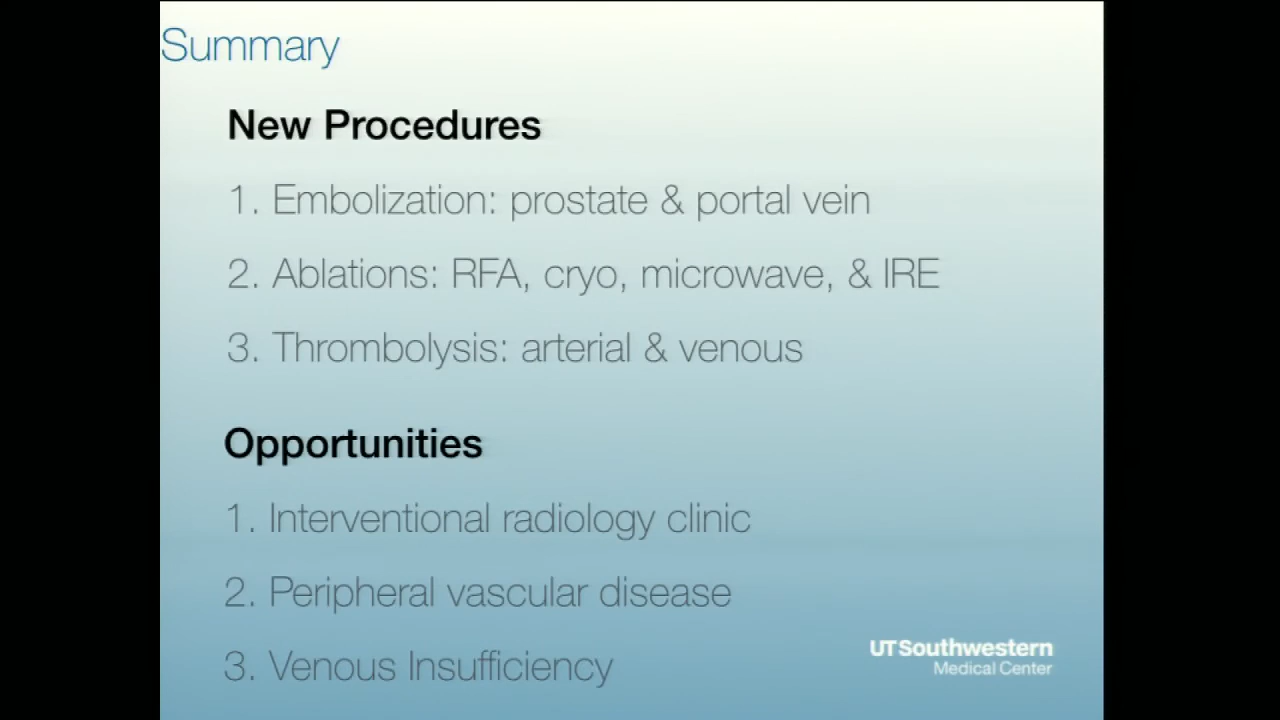 Summary
New Procedures
1. Embolization: prostate & portal vein
2. Ablations: RFA, cryo, microwave, & IRE
3. Thrombolysis: arterial & venous
Opportunities
1. Interventional radiology clinic
2. Peripheral vascular disease
3. Venous Insufficiency
UTSouthwestern
Medical Center